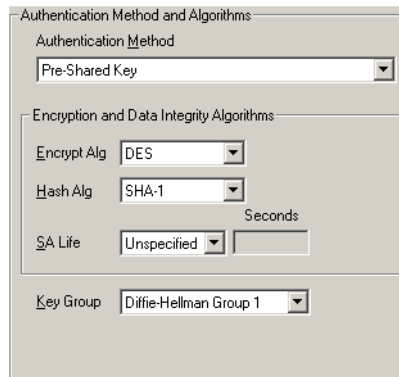 Authentication Method and Algorithms
Authentication Method
Pre-Shared Key
Encryption and Data Integrity Algorithms
Encrypt Alg DES
Hash Alg SHA-1
Seconds
SA Life Unspecified
Key Group Diffie-Hellman Group 1